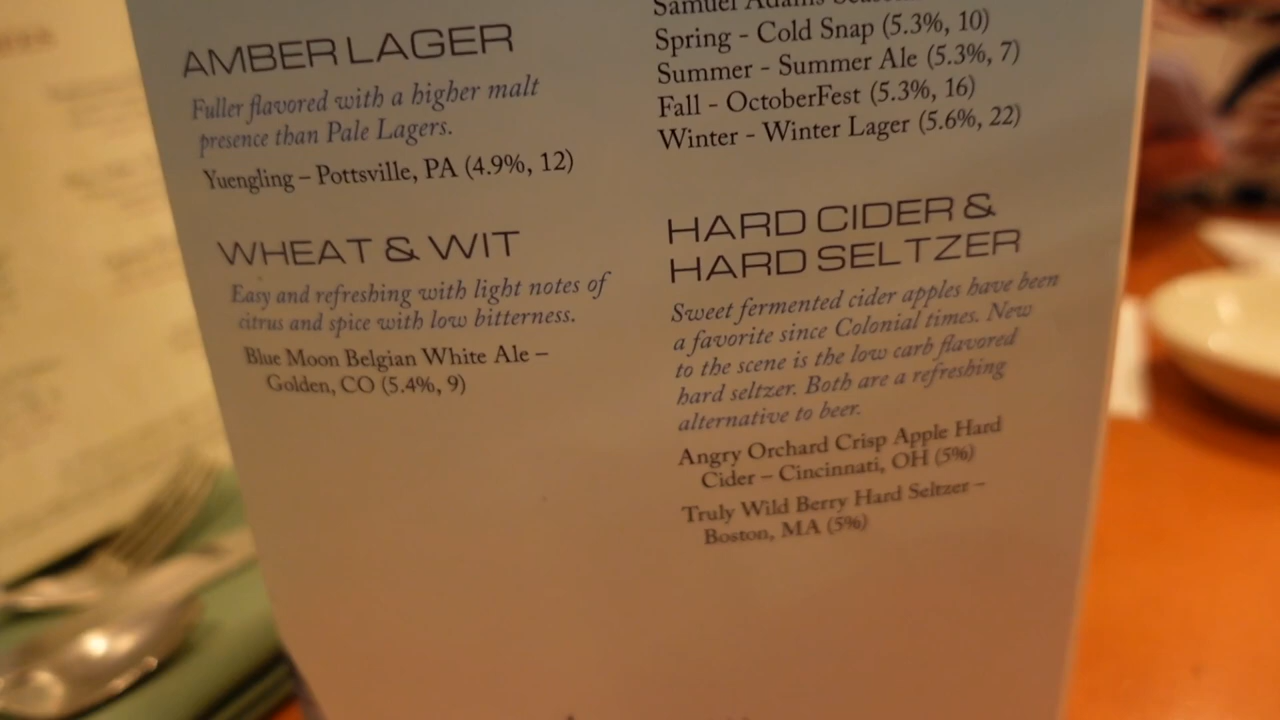 AMBER LAGER
Fuller flavored with a higher malt
presence than Pale Lagers.
Yuengling – Pottsville, PA (4.9%, 12)
WHEAT & WIT
Easy and refreshing with light notes of
citrus and spice with low bitterness.
Blue Moon Belgian White Ale –
Golden, CO (5.4%, 9)
Samuel Adams
Spring - Cold Snap (5.3%, 10)
Summer - Summer Ale (5.3%, 7)
Fall - OctoberFest (5.3%, 16)
Winter - Winter Lager (5.6%, 22)
HARD CIDER &
HARD SELTZER
Sweet fermented cider apples have been
a favorite since Colonial times. New
to the scene is the low carb flavored
hard seltzer. Both are a refreshing
alternative to beer.
Angry Orchard Crisp Apple Hard
Cider – Cincinnati, OH (5%)
Truly Wild Berry Hard Seltzer –
Boston, MA (5%)